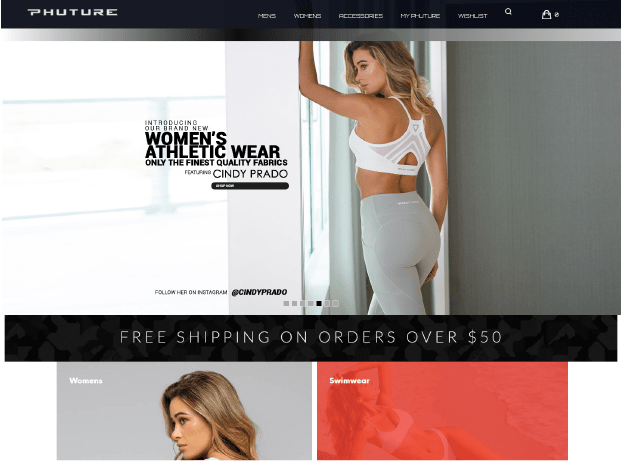 PHUTURE
MENS WOMENS ACCESSORIES MY PHUTURE WISHLIST 0
INTRODUCING
OUR BRAND NEW
WOMEN'S
ATHLETIC WEAR
ONLY THE FINEST QUALITY FABRICS
FEATURING CINDY PRADO
SHOP NOW
FOLLOW HER ON INSTAGRAM @CINDYPRADO
FREE SHIPPING ON ORDERS OVER $50
Womens
Swimwear